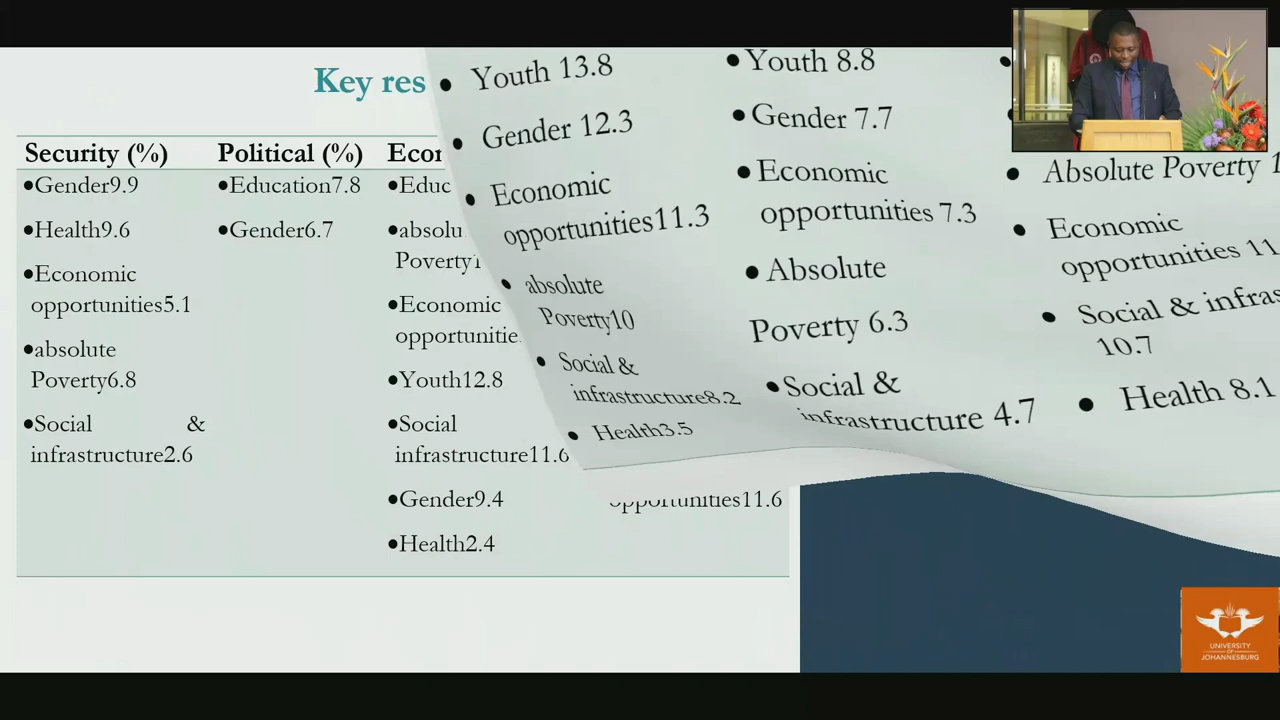 Key res
Security (%)
Political (%)
Econ
•Gender9.9
•Health9.6
•Economic
opportunities5.1
•absolute
Poverty6.8
•Social &
infrastructure2.6
•Education7.8
•Gender6.7
•Educ
•absolu
Poverty1
•Economic
opportunitie
•Youth12.8
•Social
infrastructure11.6
•Gender9.4
•Health2.4
opportunities11.6
• Youth 13.8
• Gender 12.3
• Economic
opportunities11.3
• absolute
Poverty10
• Social &
infrastructure8.2
• Health3.5
•Youth 8.8
•Gender 7.7
•Economic
opportunities 7.3
•Absolute
Poverty 6.3
•Social &
infrastructure 4.7
• Absolute Poverty 1
• Economic
opportunities 11.
• Social & infras
10.7
• Health 8.1
UNIVERSITY
OF
JOHANNESBURG